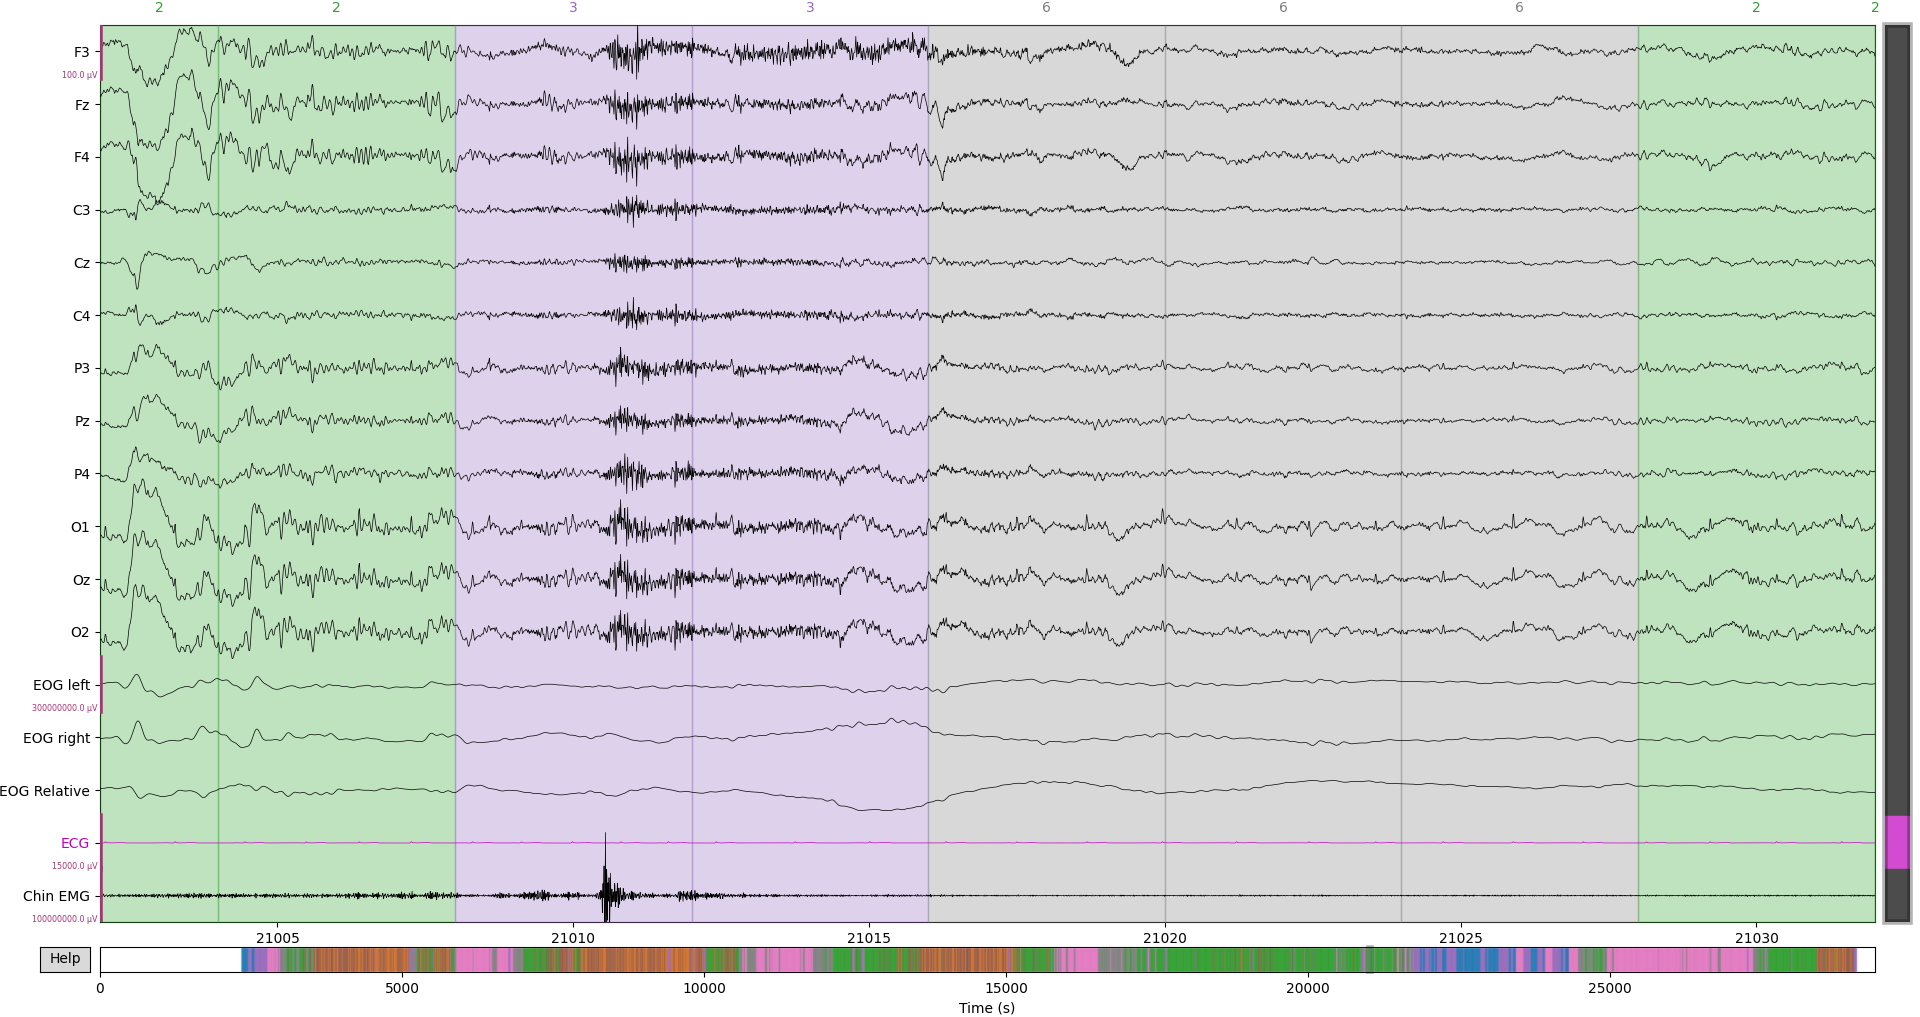 2 2 3 3 6 6 6 2 2
F3
100.0 µV
Fz
F4
C3
Cz
C4
P3
Pz
P4
O1
Oz
O2
EOG left
300000000.0 µV
EOG right
EOG Relative
ECG
15000.0 µV
Chin EMG
100000000.0 µV
21005 21010 21015 21020 21025 21030
Help
0 5000 10000 15000 20000 25000
Time (s)